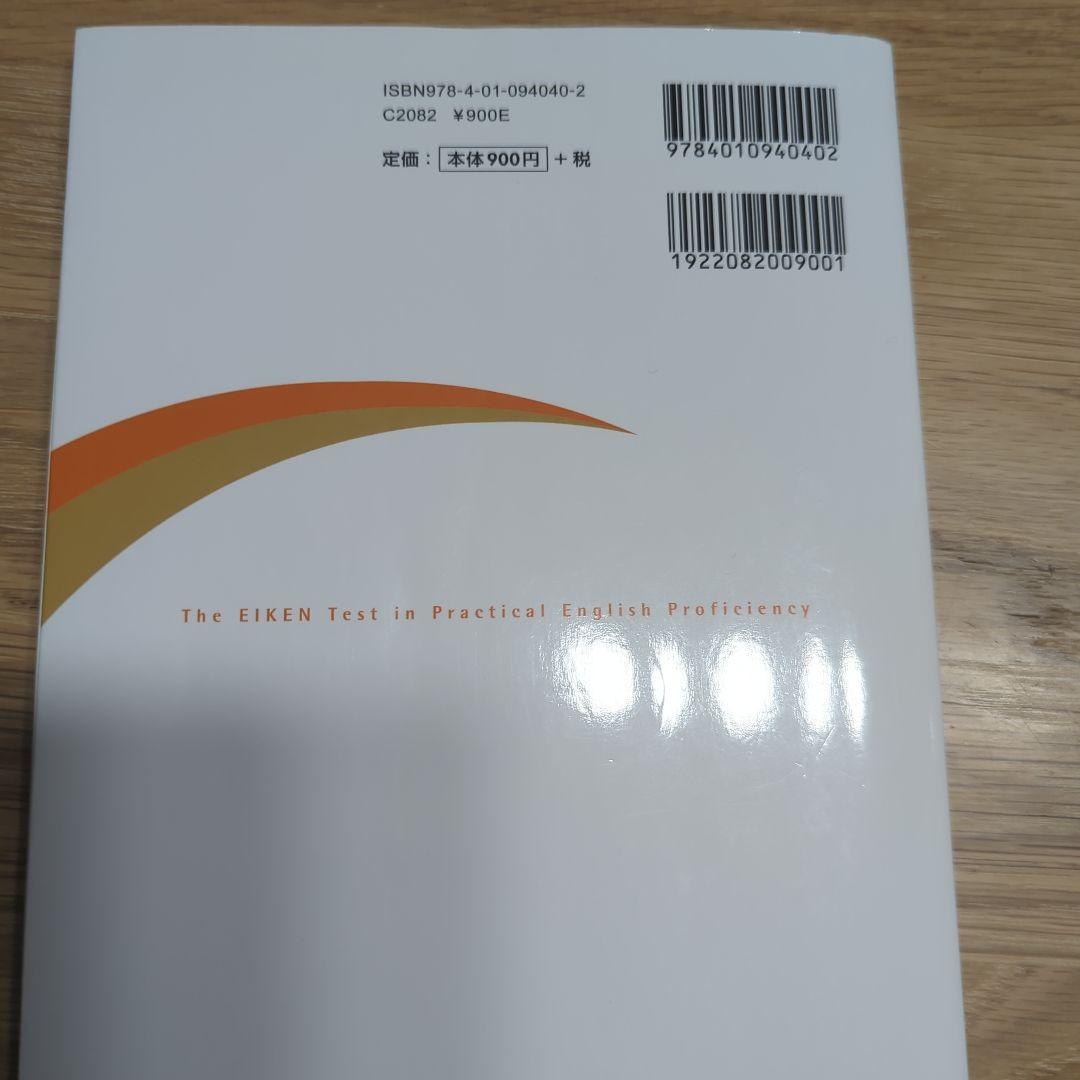 ISBN978-4-01-094040-2
C2082 ¥900E
定価：本体900円＋税
9784010940402
1922082009001
The EIKEN Test in Practical English Proficiency